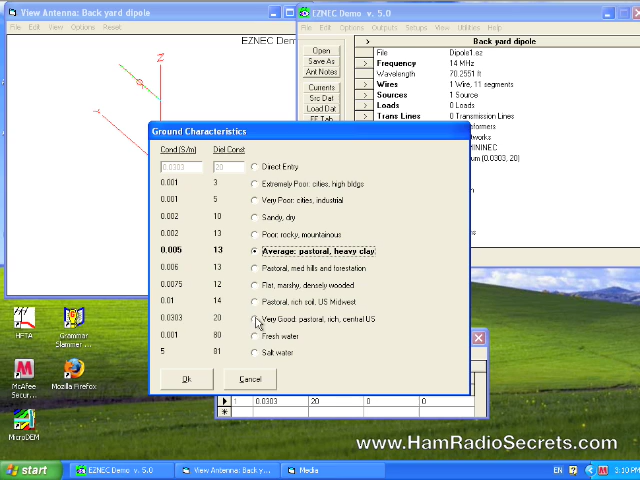 View Antenna: Back yard dipole
File Edit View Options Reset
EZNEC Dem
Z
EZNEC Demo v. 5.0
File Edit Options Outputs Setups View Utilities Help
Open
Save As
Ant Notes
Currents
Src Dat
Load Dat
FF Tab
Back yard dipole
File Dipole1.ez
> Frequency 14 MHz
Wavelength 70.2551 ft
> Wires 1 Wire, 11 segments
> Sources 1 Source
> Loads 0 Loads
> Trans Lines 0 Transmission Lines
formers
works
MININEC
um (0.0303, 20)
Ground Characteristics
Cond (S/m) Diel Const
0.0303 20 Direct Entry
0.001 3 Extremely Poor: cities, high bldgs
0.001 5 Very Poor: cities, industrial
0.002 10 Sandy, dry
0.002 13 Poor: rocky, mountainous
0.005 13 Average: pastoral, heavy clay
0.006 13 Pastoral, med hills and forestation
0.0075 12 Flat, marshy, densely wooded
0.01 14 Pastoral, rich soil, US Midwest
0.0303 20 Very Good: pastoral, rich, central US
0.001 80 Fresh water
5 81 Salt water
Ok Cancel
1 0.0303 20 0 0
HFTA
Grammar Slammer ...
McAfee Secur...
Mozilla Firefox
MicroDEM
www.HamRadioSecrets.com
start
EZNEC Demo v. 5.0
View Antenna: Back y...
Media
EN
3:10 PM